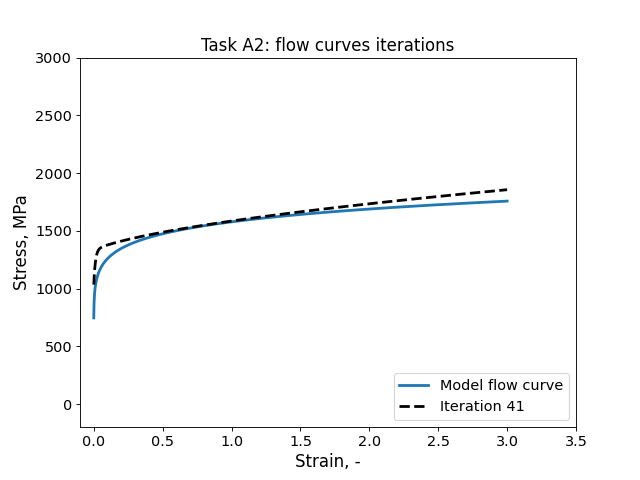 Task A2: flow curves iterations
3000
2500
2000
1500
1000
500
0
Stress, MPa
Model flow curve
Iteration 41
0.0 0.5 1.0 1.5 2.0 2.5 3.0 3.5
Strain, -